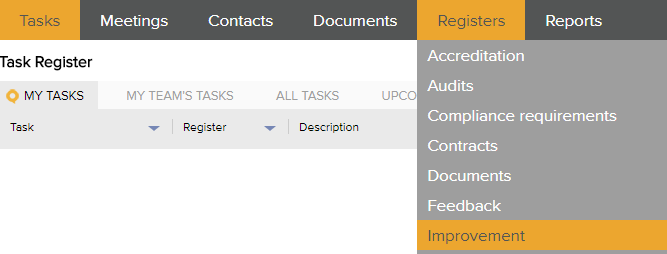 Tasks Meetings Contacts Documents Registers Reports
Task Register
MY TASKS MY TEAM'S TASKS ALL TASKS
Task Register Description
Accreditation
Audits
Compliance requirements
Contracts
Documents
Feedback
Improvement